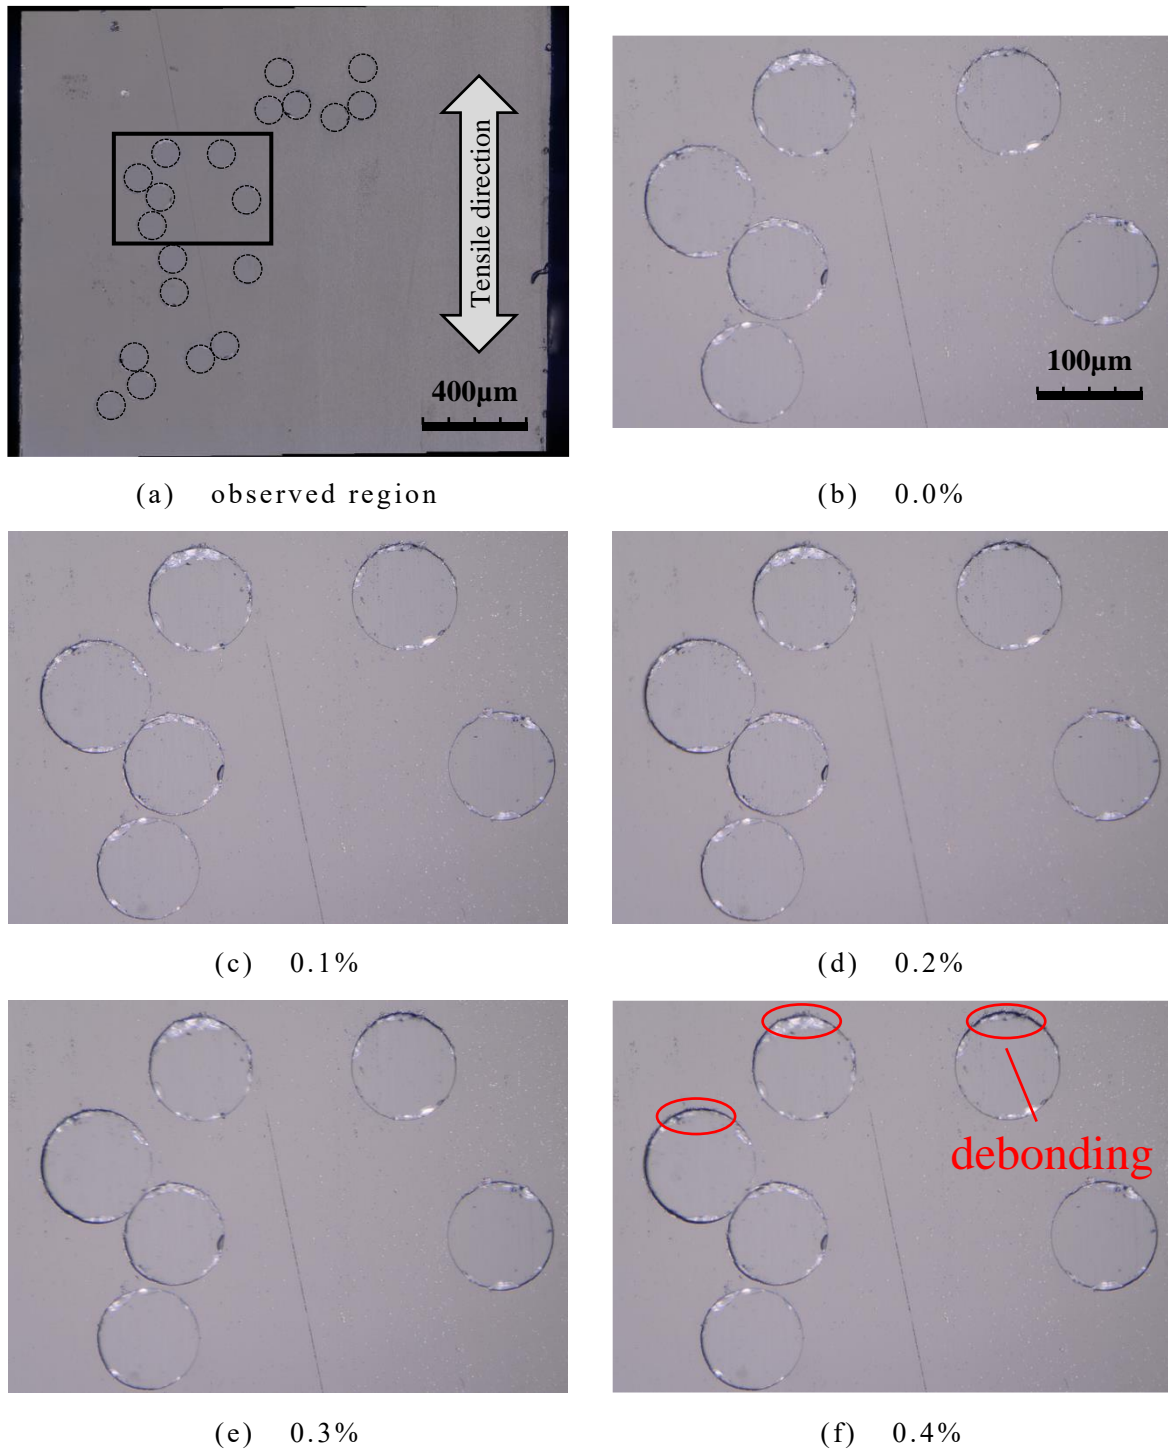 Tensile direction
400μm
100μm
(a) observed region
(b) 0.0%
(c) 0.1%
(d) 0.2%
debonding
(e) 0.3%
(f) 0.4%